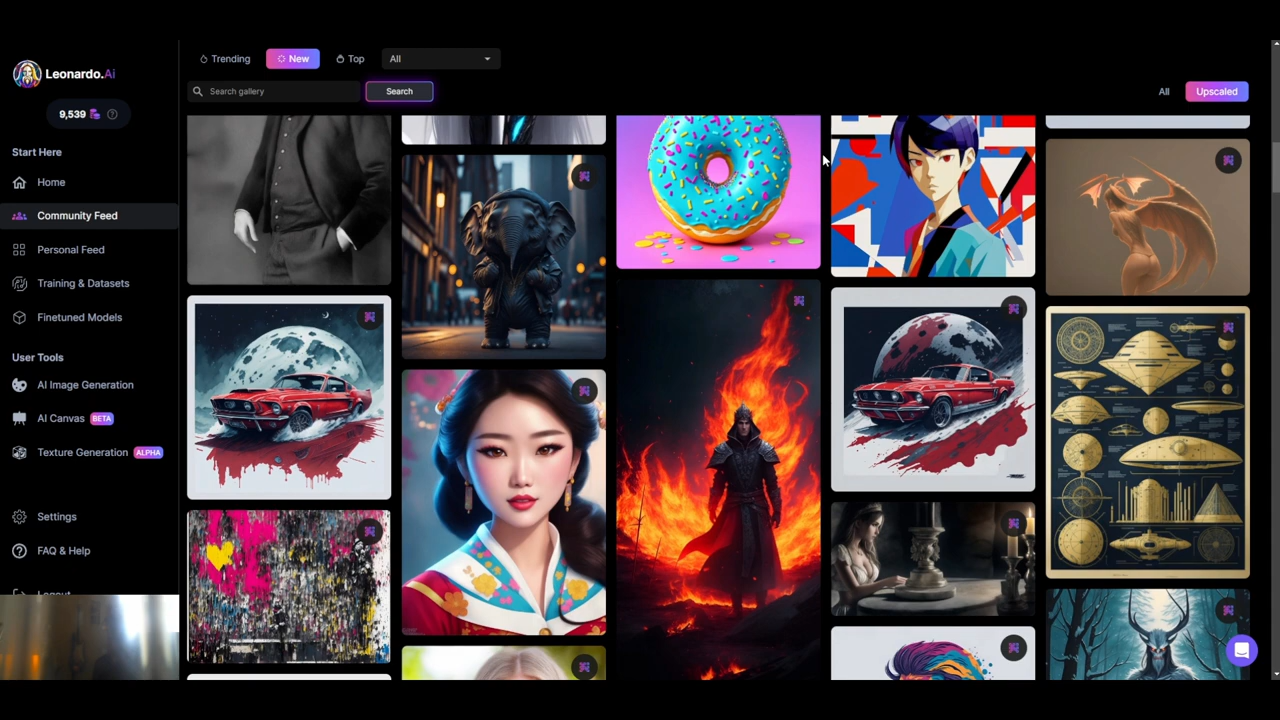 Leonardo.Ai
9,539
Start Here
Home
Community Feed
Personal Feed
Training & Datasets
Finetuned Models
User Tools
AI Image Generation
AI Canvas BETA
Texture Generation ALPHA
Settings
FAQ & Help
Logout
Trending
New
Top
All
Search gallery
Search
All
Upscaled